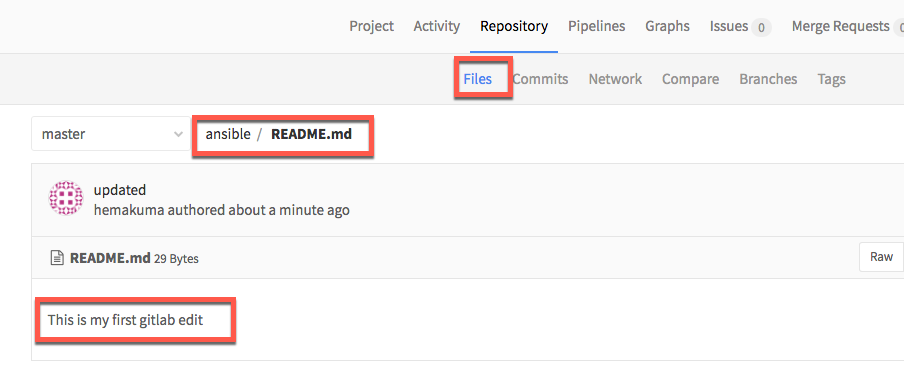 Project Activity Repository Pipelines Graphs Issues 0 Merge Requests
Files Commits Network Compare Branches Tags
master ansible / README.md
updated
hemakuma authored about a minute ago
README.md 29 Bytes Raw
This is my first gitlab edit